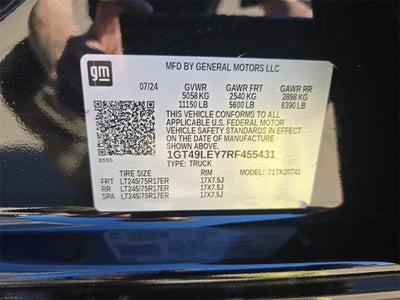 gm
MFD BY GENERAL MOTORS LLC
07/24 GVWR GAWR FRT GAWR RR
5058 KG 2540 KG 2898 KG
11150 LB 5600 LB 6390 LB
THIS VEHICLE CONFORMS TO ALL
APPLICABLE U.S. FEDERAL MOTOR
VEHICLE SAFETY STANDARDS IN EFFECT ON
THE DATE OF MANUFACTURE SHOWN ABOVE.
1GT49LEY7RF455431
TYPE: TRUCK
TIRE SIZE RIM MODEL: 71TK20743
FRT LT245/75R17ER 17X7.5J
RR LT245/75R17ER 17X7.5J
SPA LT245/75R17ER 17X7.5J